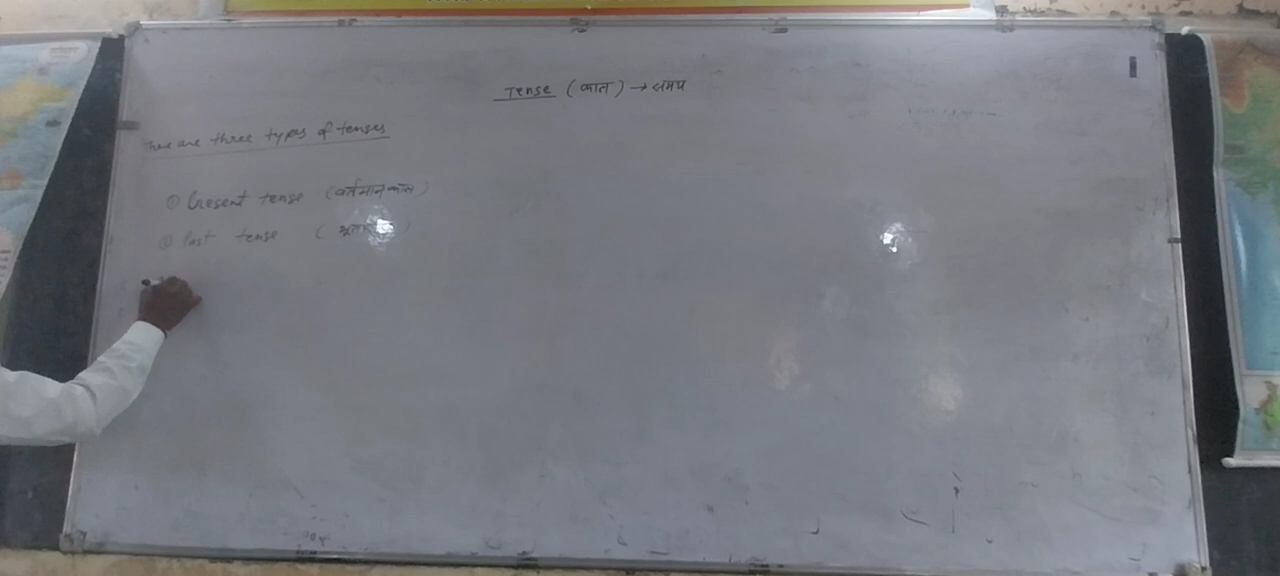 Tense (काल) → समय
There are three types of tenses
① Present tense (वर्तमान काल)
② Past tense (